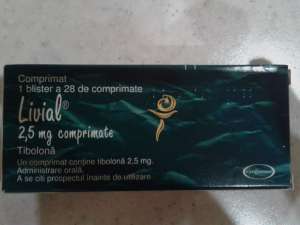 Comprimat
1 blister a 28 de comprimate
Livial®
2,5 mg comprimate
Tibolonă
Un comprimat conţine tibolonă 2,5 mg.
Administrare orală.
A se citi prospectul înainte de utilizare